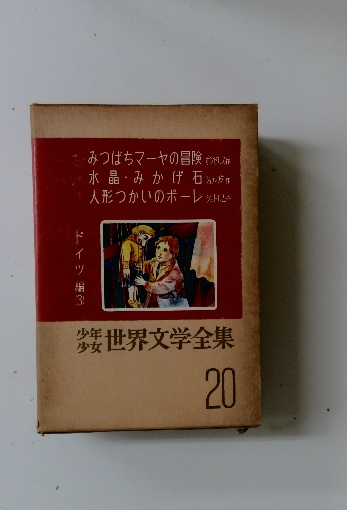 みつばちマーヤの冒険
水晶・みかげ石
人形つかいのポーレ
ドイツ編(3)
少年少女 世界文学全集
20